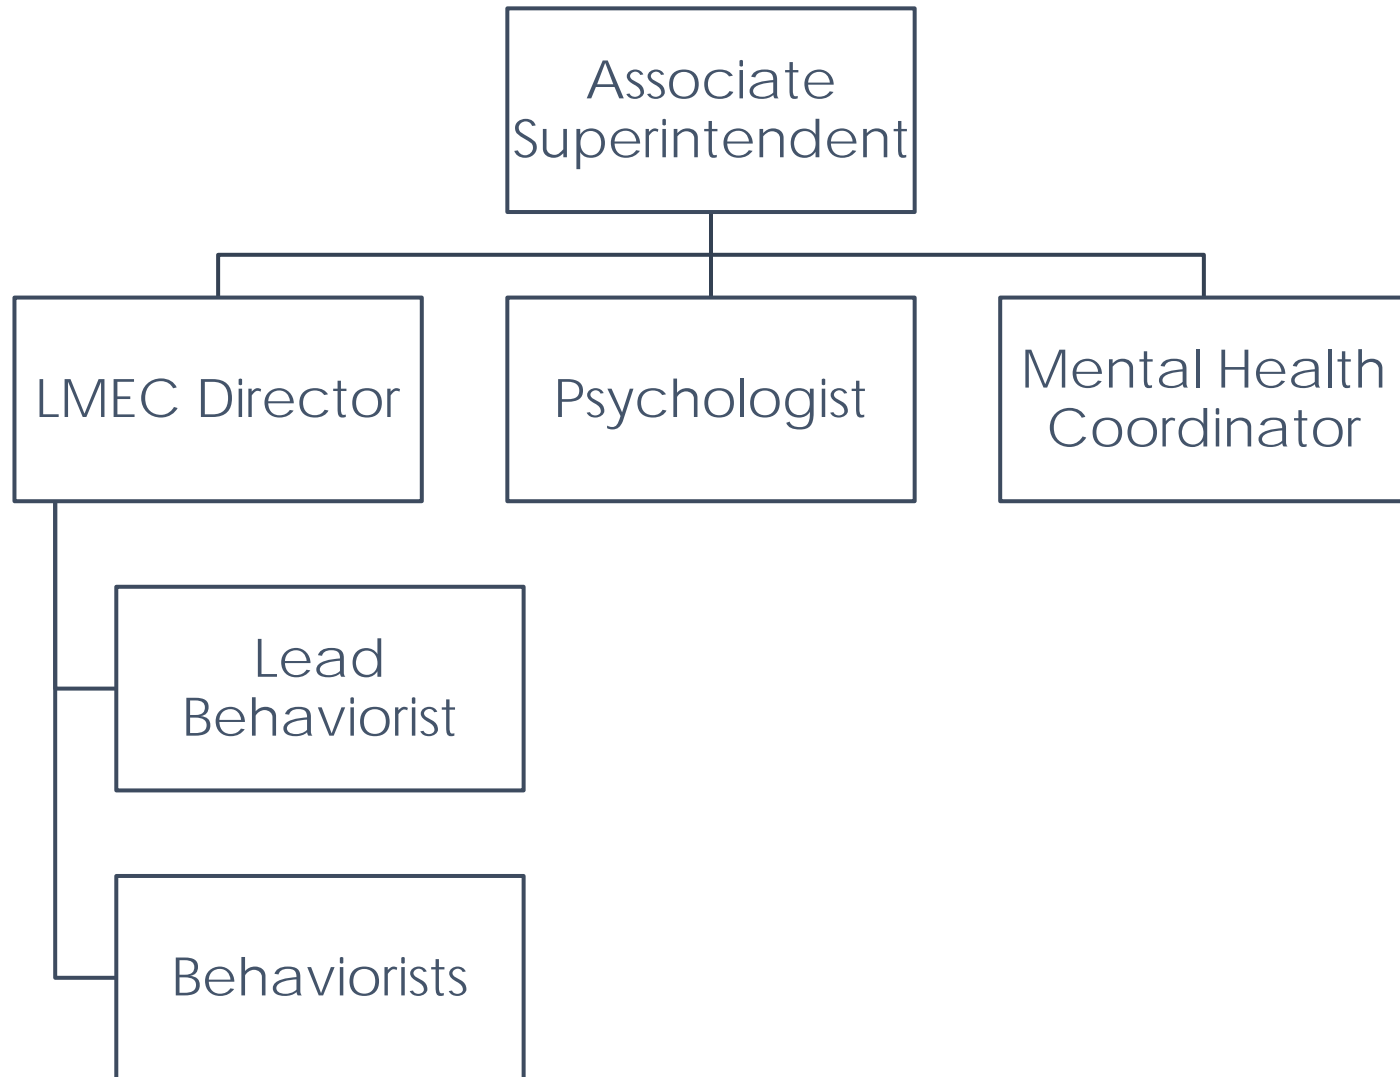 Associate
Superintendent
LMEC Director
Psychologist
Mental Health
Coordinator
Lead
Behaviorist
Behaviorists